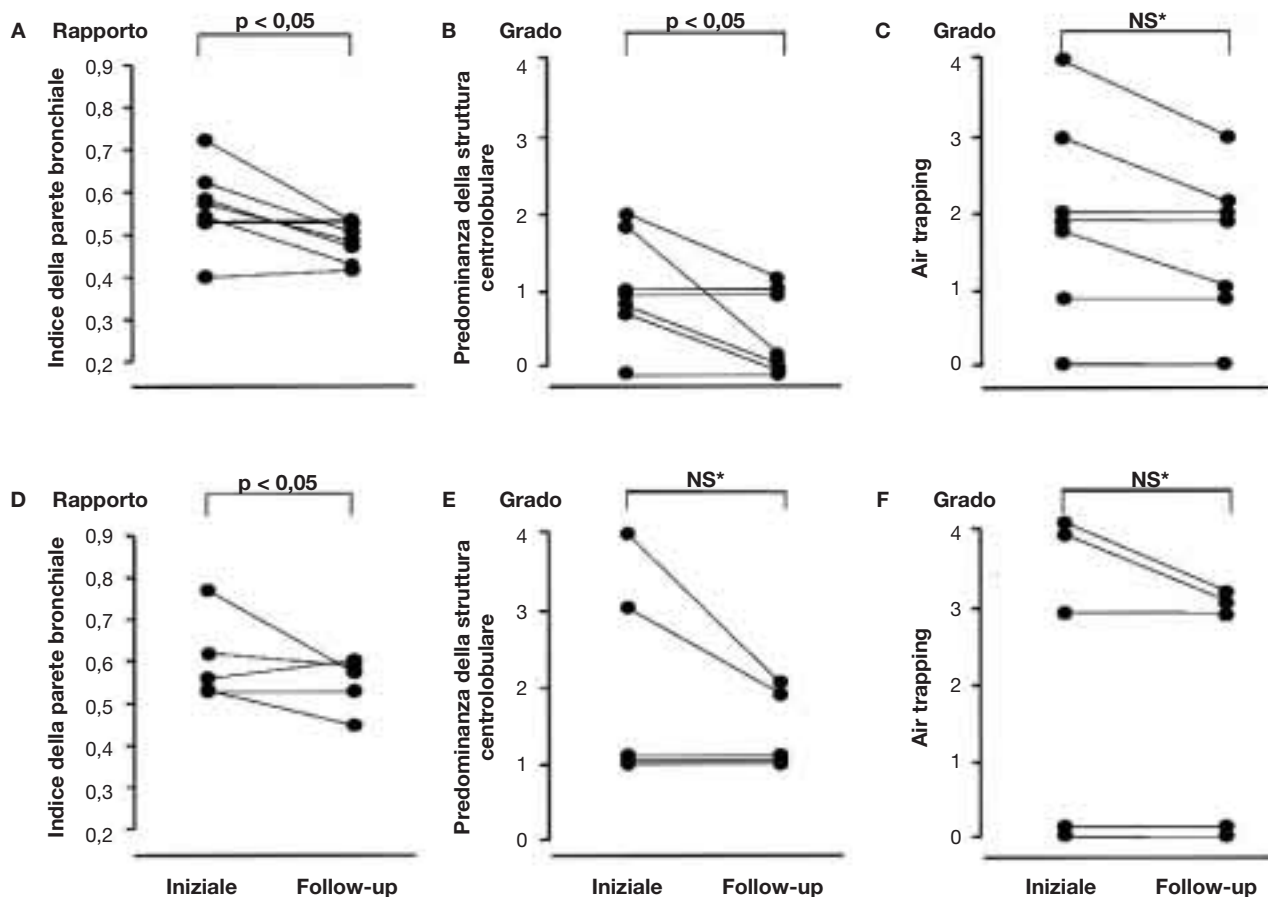 A Rapporto
p < 0,05
Indice della parete bronchiale
0,9
0,8
0,7
0,6
0,5
0,4
0,3
0,2
B Grado
p < 0,05
Predominanza della struttura
centrolobulare
4
3
2
1
0
C Grado
NS*
Air trapping
4
3
2
1
0
D Rapporto
p < 0,05
Indice della parete bronchiale
0,9
0,8
0,7
0,6
0,5
0,4
0,3
0,2
Iniziale Follow-up
E Grado
NS*
Predominanza della struttura
centrolobulare
4
3
2
1
0
Iniziale Follow-up
F Grado
NS*
Air trapping
4
3
2
1
0
Iniziale Follow-up